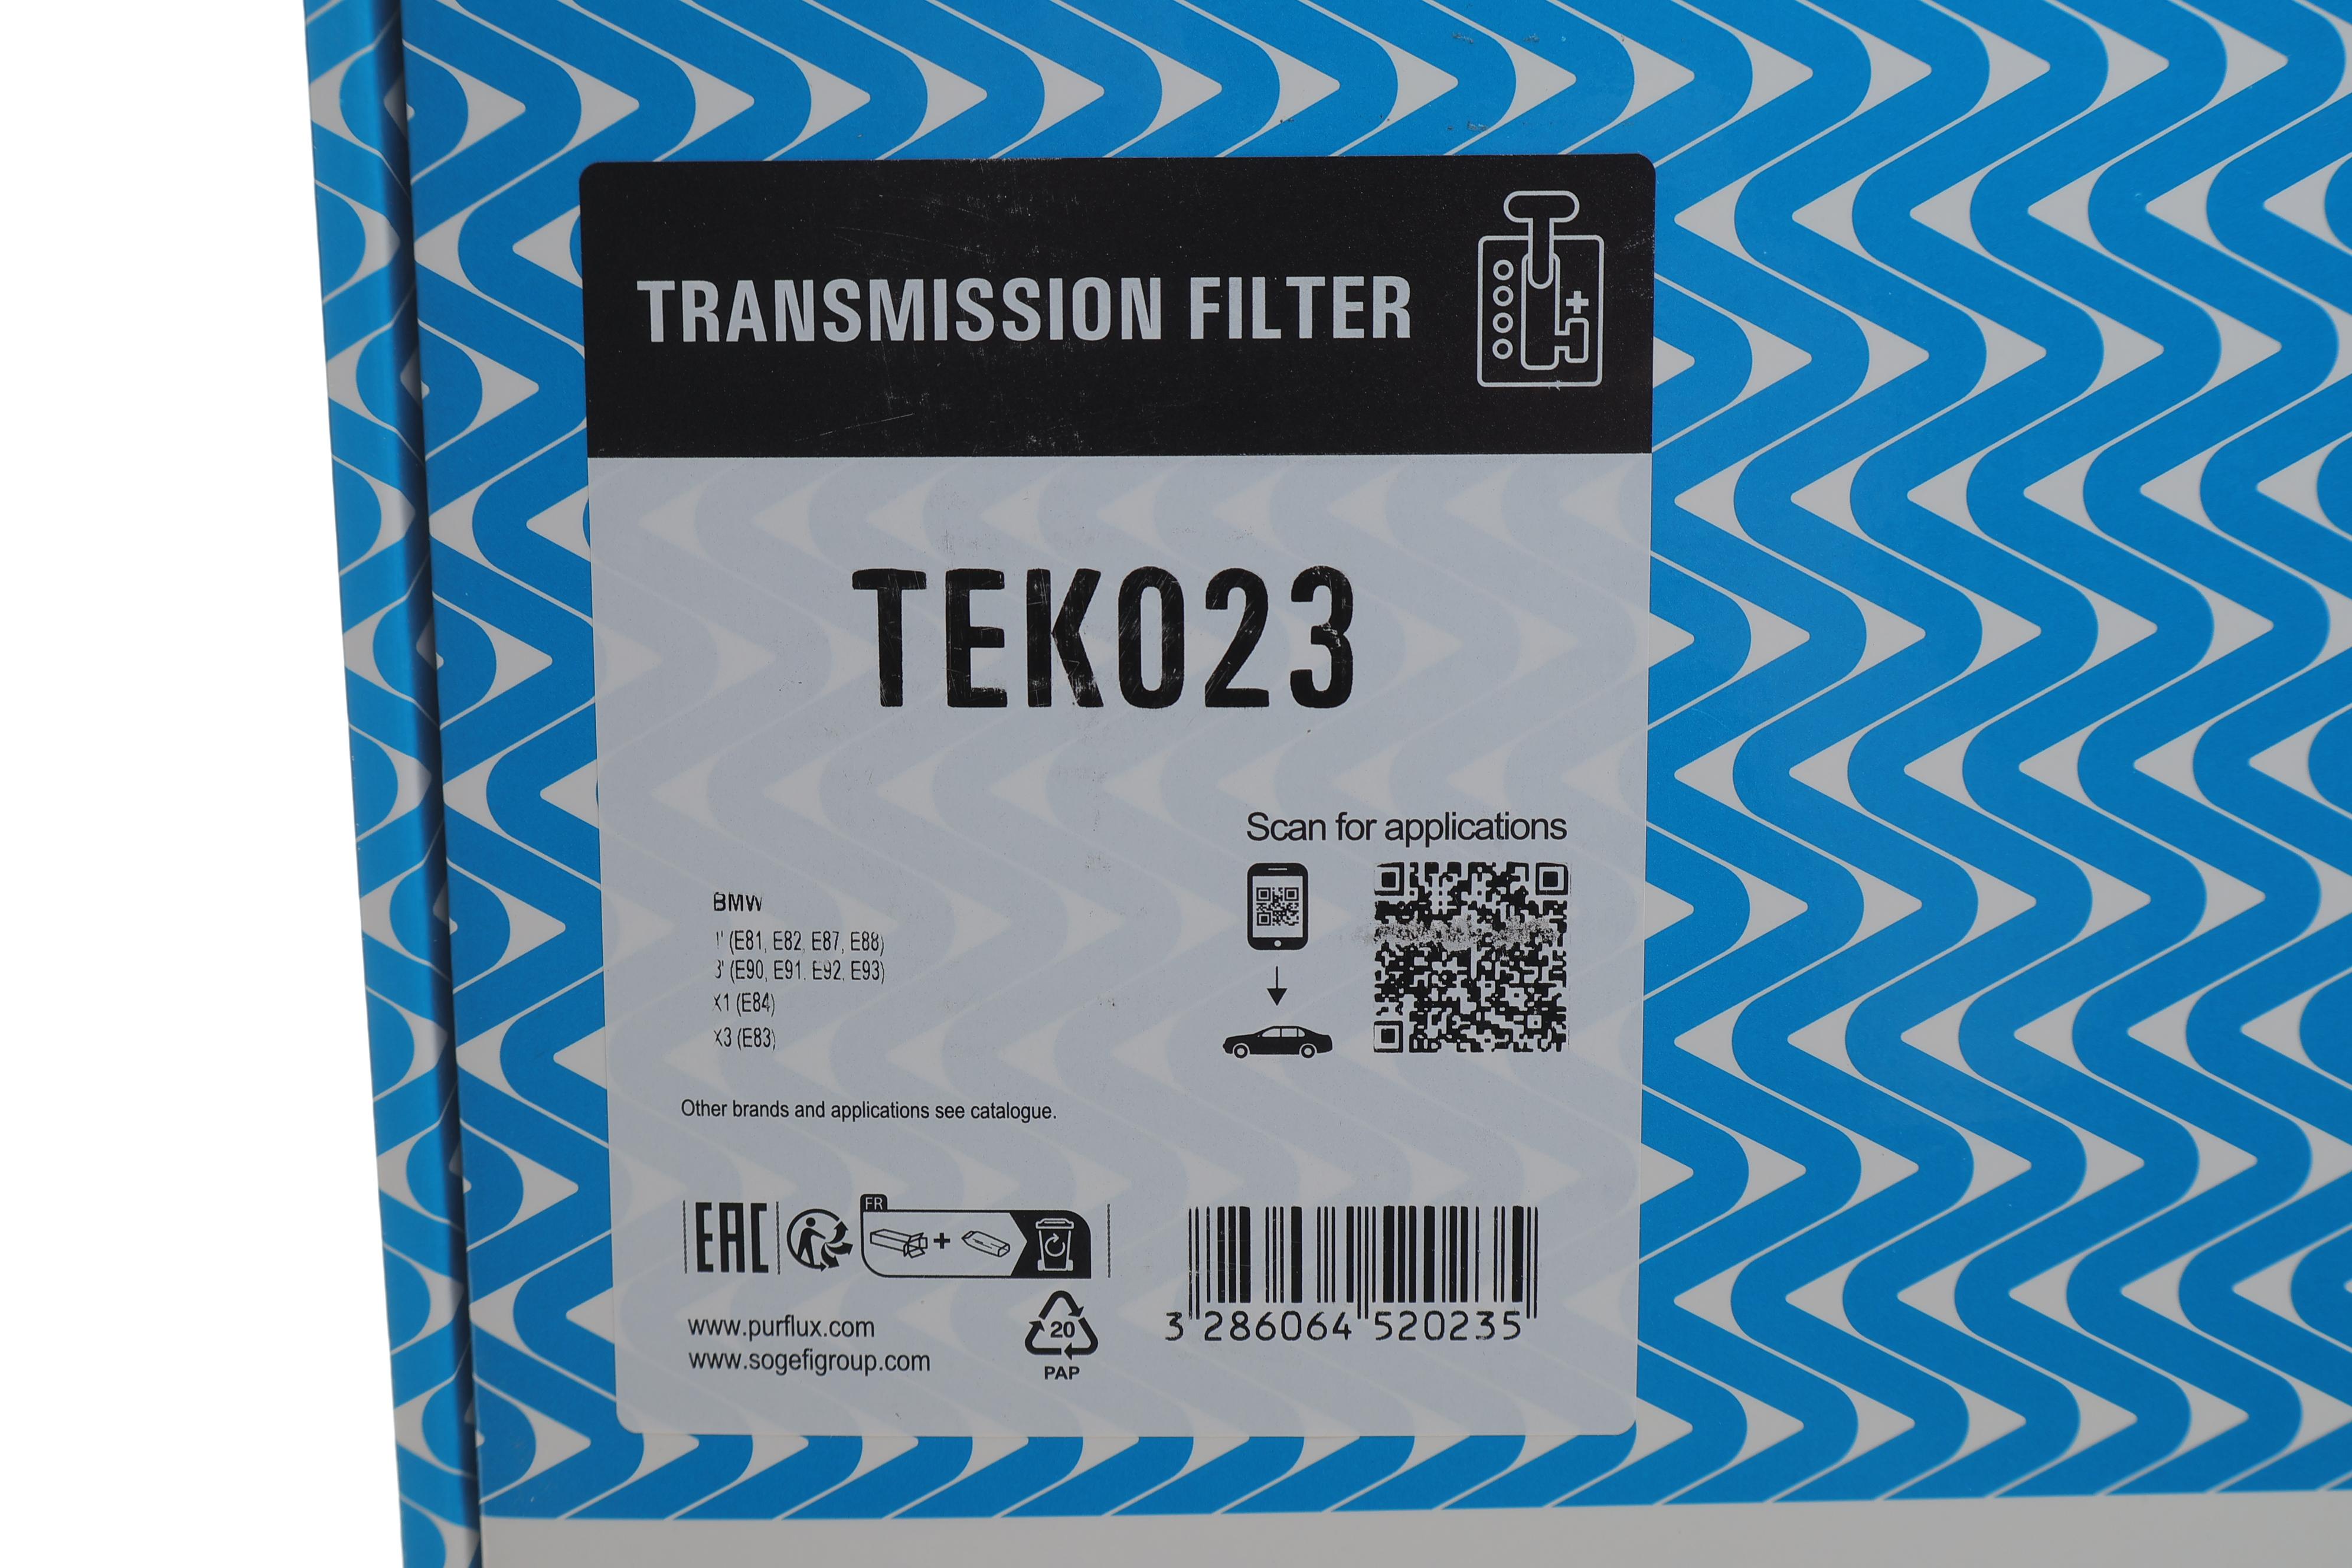 TRANSMISSION FILTER
TEK023
Scan for applications
BMW
1' (E81, E82, E87, E88)
3' (E90, E91, E92, E93)
X1 (E84)
X3 (E83)
Other brands and applications see catalogue.
EAC
FR
www.purflux.com
www.sogefigroup.com
20
PAP
3 286064 520235